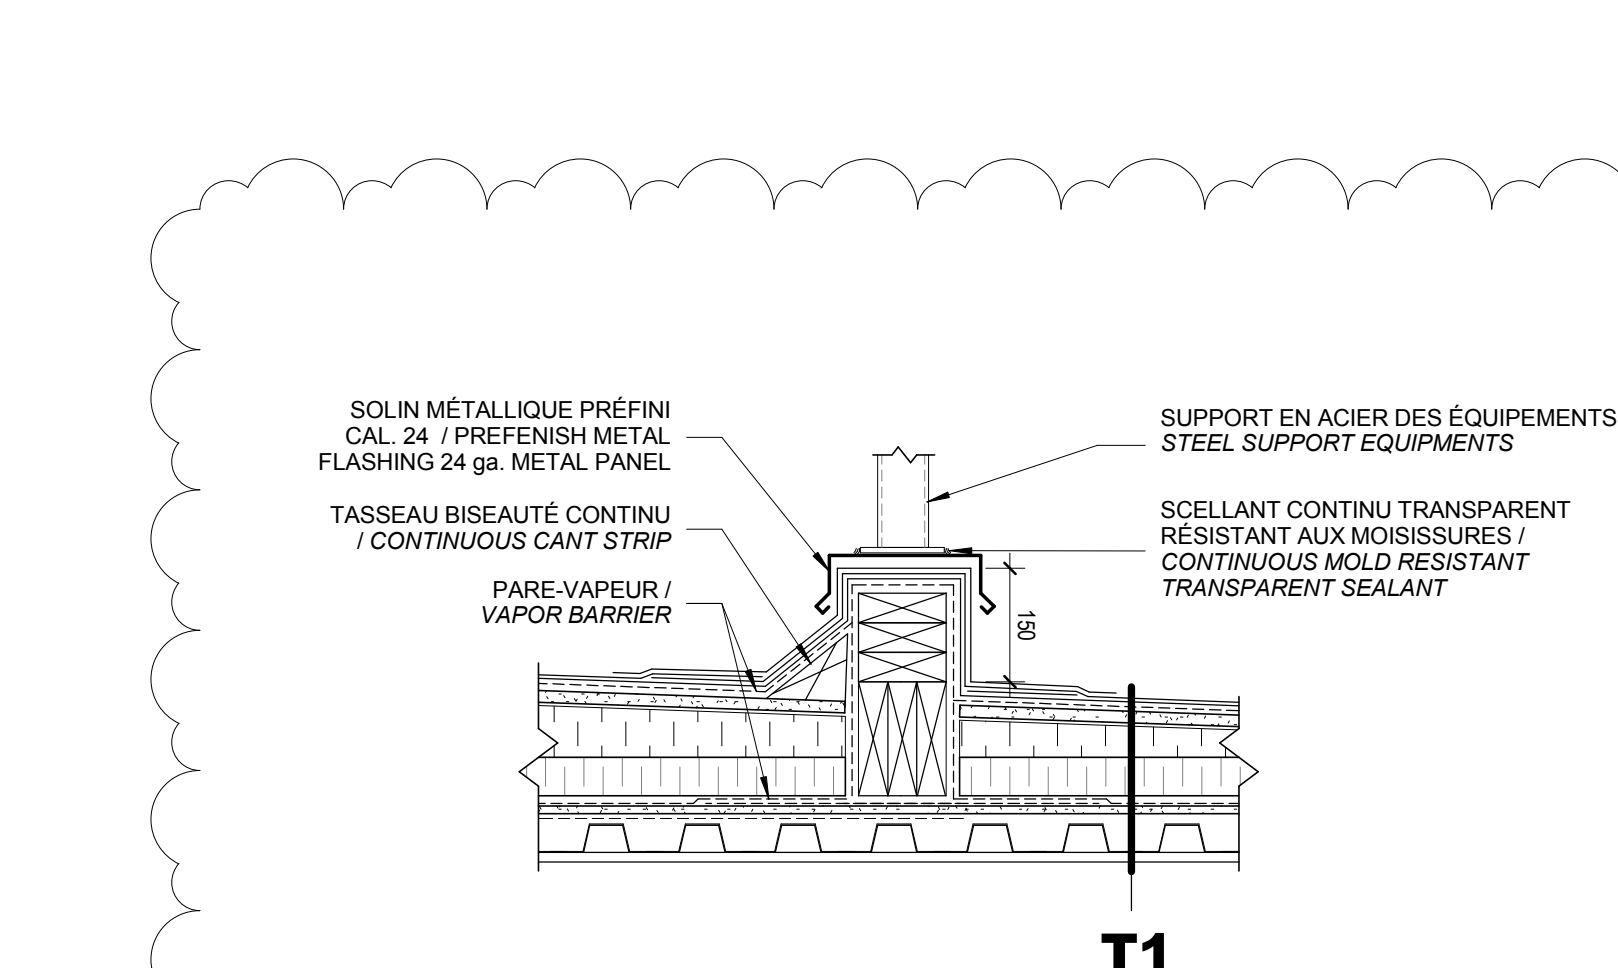 SOLIN MÉTALLIQUE PRÉFINI
CAL. 24 / PREFENISH METAL
FLASHING 24 ga. METAL PANEL
TASSEAU BISEAUTÉ CONTINU
/ CONTINUOUS CANT STRIP
PARE-VAPEUR /
VAPOR BARRIER
SUPPORT EN ACIER DES ÉQUIPEMENTS
STEEL SUPPORT EQUIPMENTS
SCELLANT CONTINU TRANSPARENT
RÉSISTANT AUX MOISISSURES /
CONTINUOUS MOLD RESISTANT
TRANSPARENT SEALANT
150
T1